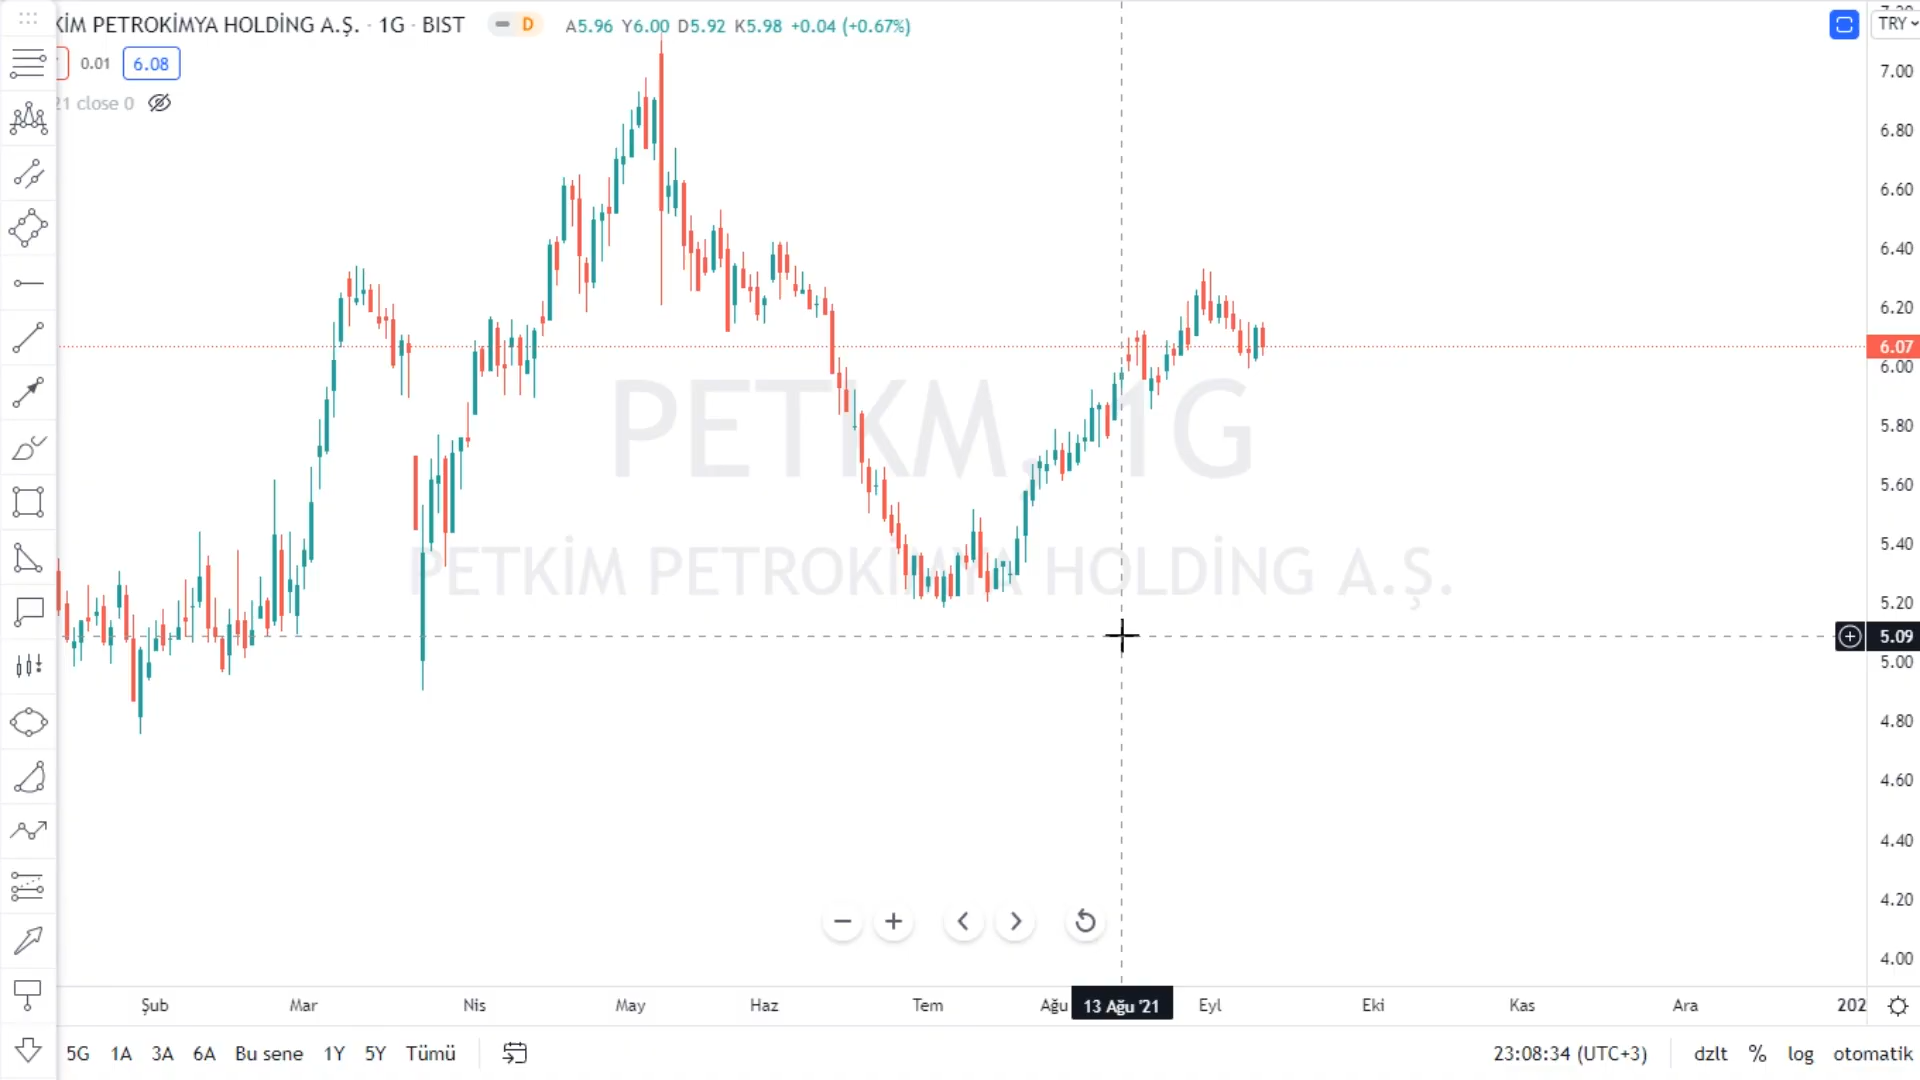 KİM PETROKİMYA HOLDİNG A.Ş. · 1G · BIST D A5.96 Y6.00 D5.92 K5.98 +0.04 (+0.67%)
TRY
0.01 6.08
21 close 0
7.00
6.80
6.60
6.40
6.20
6.07
6.00
5.80
5.60
5.40
5.20
5.09
5.00
4.80
4.60
4.40
4.20
4.00
PETKM, 1G
PETKİM PETROKİMYA HOLDİNG A.Ş.
Şub Mar Nis May Haz Tem Ağu 13 Ağu '21 Eyl Eki Kas Ara 202
5G 1A 3A 6A Bu sene 1Y 5Y Tümü 23:08:34 (UTC+3) dzlt % log otomatik